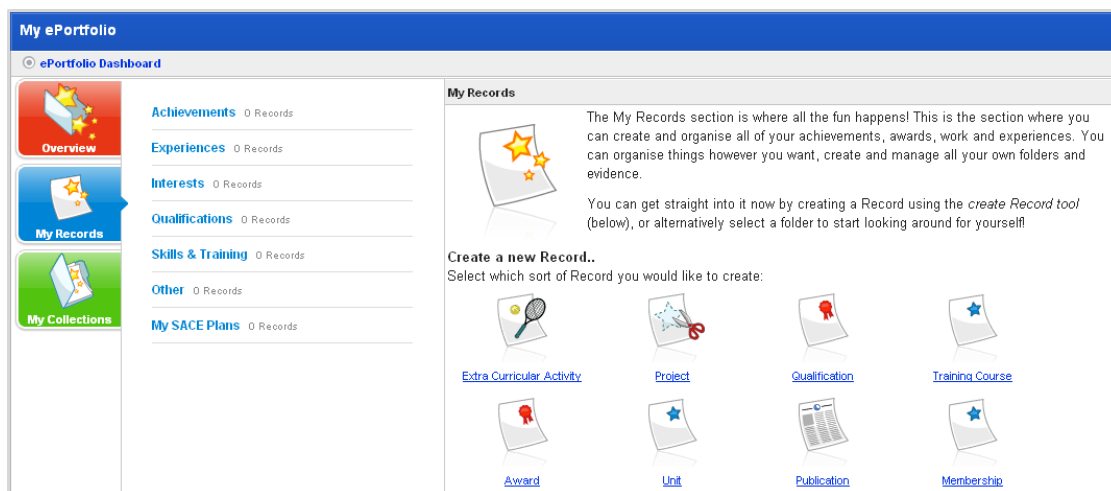 My ePortfolio
ePortfolio Dashboard
Overview
My Records
My Collections
Achievements 0 Records
Experiences 0 Records
Interests 0 Records
Qualifications 0 Records
Skills & Training 0 Records
Other 0 Records
My SACE Plans 0 Records
My Records
The My Records section is where all the fun happens! This is the section where you
can create and organise all of your achievements, awards, work and experiences. You
can organise things however you want, create and manage all your own folders and
evidence.
You can get straight into it now by creating a Record using the create Record tool
(below), or alternatively select a folder to start looking around for yourself!
Create a new Record..
Select which sort of Record you would like to create:
Extra Curricular Activity Project Qualification Training Course
Award Unit Publication Membership